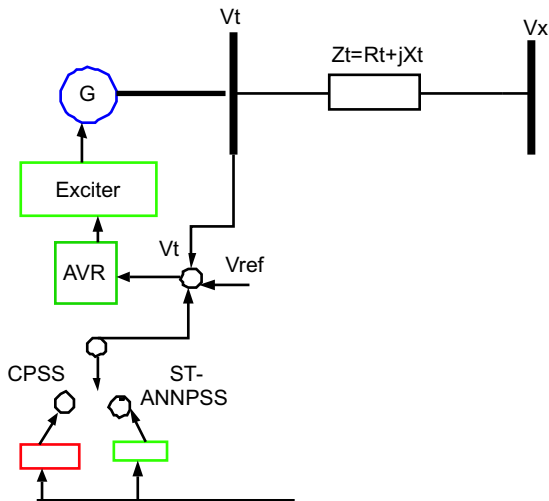 Vt
Vx
Zt=Rt+jXt
G
Exciter
Vt
Vref
AVR
CPSS
ST-
ANNPSS